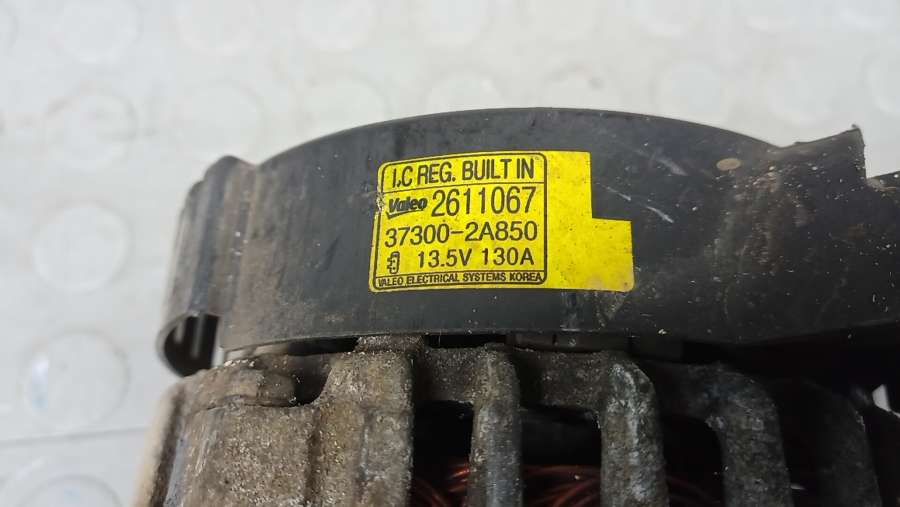 I.C REG. BUILT IN
Valeo 2611067
37300-2A850
13.5V 130A
VALEO ELECTRICAL SYSTEMS KOREA